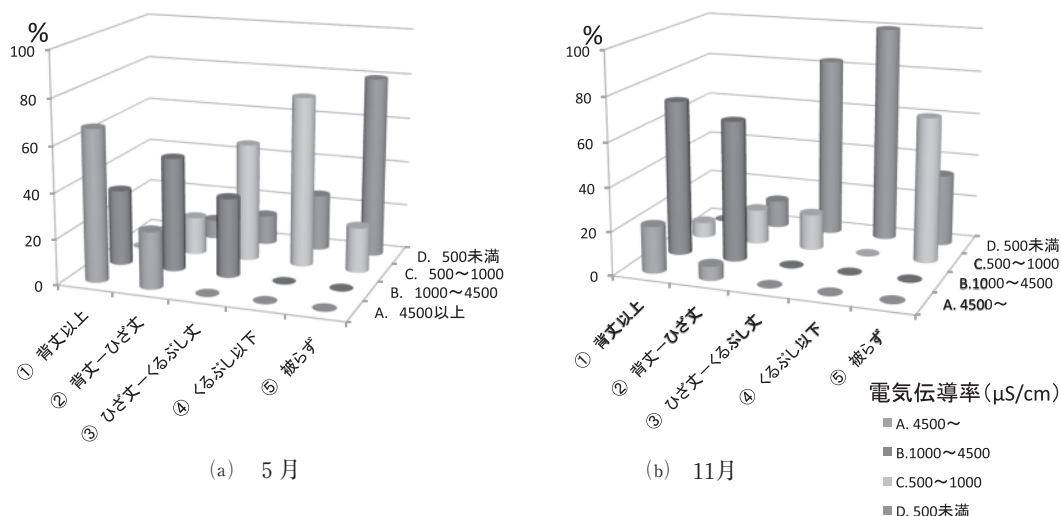 %
100
80
60
40
20
0
D. 500未満
C. 500〜1000
B. 1000〜4500
A. 4500以上
① 背丈以上
② 背丈ーひざ丈
③ ひざ丈ーくるぶし丈
④ くるぶし以下
⑤ 被らず
(a) 5月
%
100
80
60
40
20
0
D. 500未満
C.500〜1000
B.1000〜4500
A. 4500〜
① 背丈以上
② 背丈ーひざ丈
③ ひざ丈ーくるぶし丈
④ くるぶし以下
⑤ 被らず
(b) 11月
電気伝導率(μS/cm)
A. 4500〜
B.1000〜4500
C.500〜1000
D. 500未満